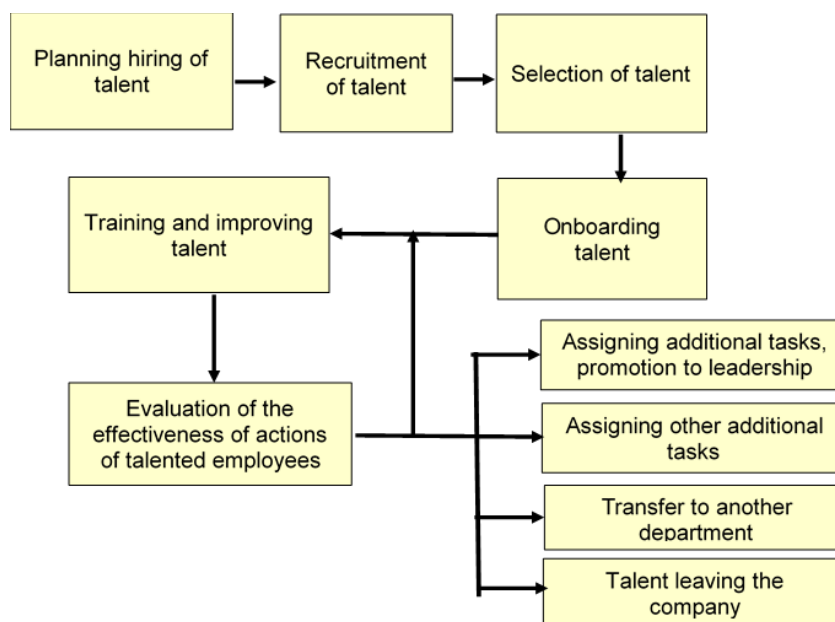 Planning hiring of
talent
Recruitment
of talent
Selection of talent
Onboarding
talent
Training and improving
talent
Evaluation of the
effectiveness of actions
of talented employees
Assigning additional tasks,
promotion to leadership
Assigning other additional
tasks
Transfer to another
department
Talent leaving the
company